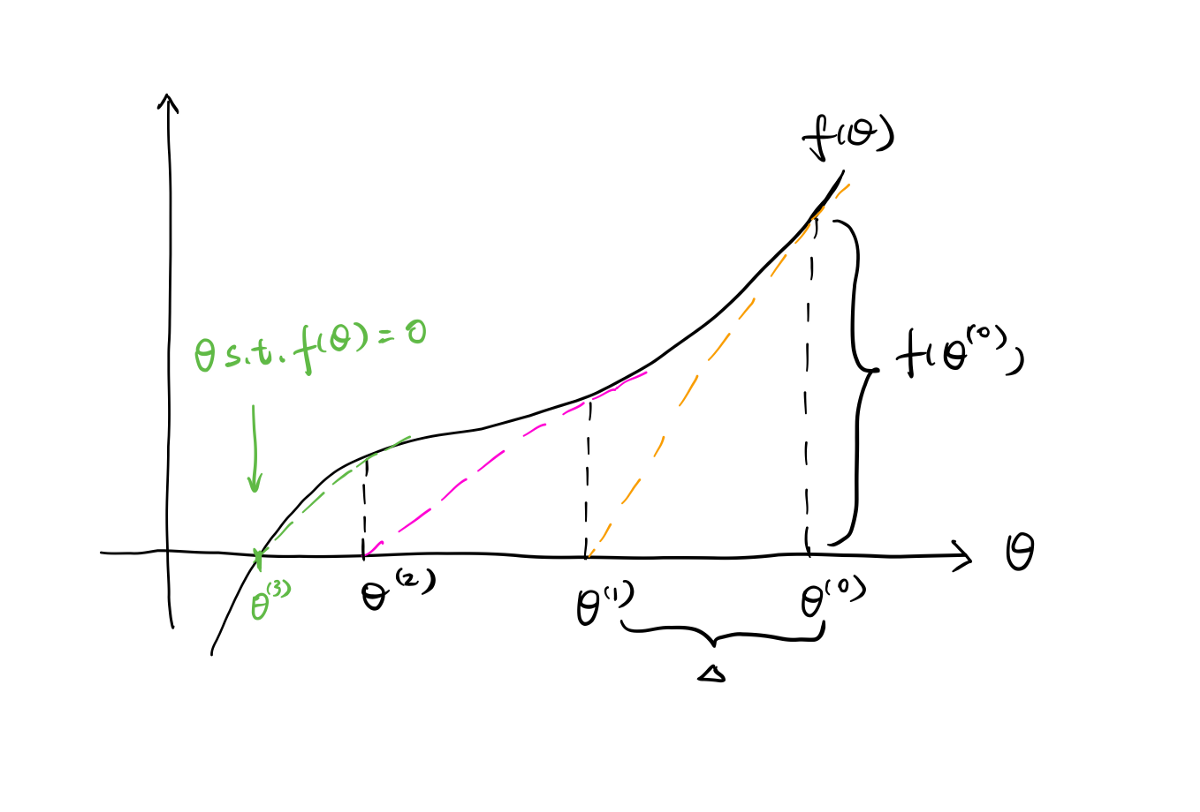 f(θ)
θ s.t. f(θ) = 0
f(θ⁽⁰⁾)
θ
θ⁽³⁾
θ⁽²⁾
θ⁽¹⁾
θ⁽⁰⁾
Δ